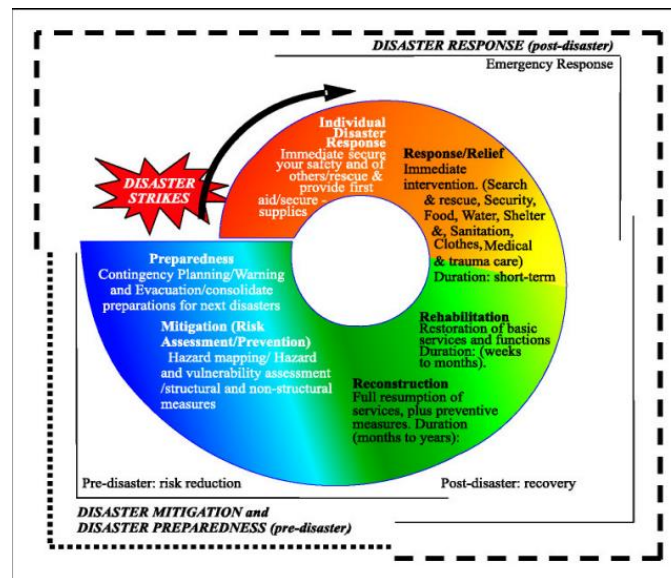 DISASTER RESPONSE (post-disaster)
Emergency Response
DISASTER
STRIKES
Individual
Disaster
Response
Immediate secure
your safety and of
others/rescue &
provide first
aid/secure -
supplies
Response/Relief
Immediate
intervention. (Search
& rescue, Security,
Food, Water, Shelter
&, Sanitation,
Clothes, Medical
& trauma care)
Duration: short-term
Rehabilitation
Restoration of basic
services and functions
Duration: (weeks
to months).
Reconstruction
Full resumption of
services, plus preventive
measures. Duration
(months to years):
Preparedness
Contingency Planning/Warning
and Evacuation/consolidate
preparations for next disasters
Mitigation (Risk
Assessment/Prevention)
Hazard mapping/ Hazard
and vulnerability assessment
/structural and non-structural
measures
Pre-disaster: risk reduction
Post-disaster: recovery
DISASTER MITIGATION and
DISASTER PREPAREDNESS (pre-disaster)